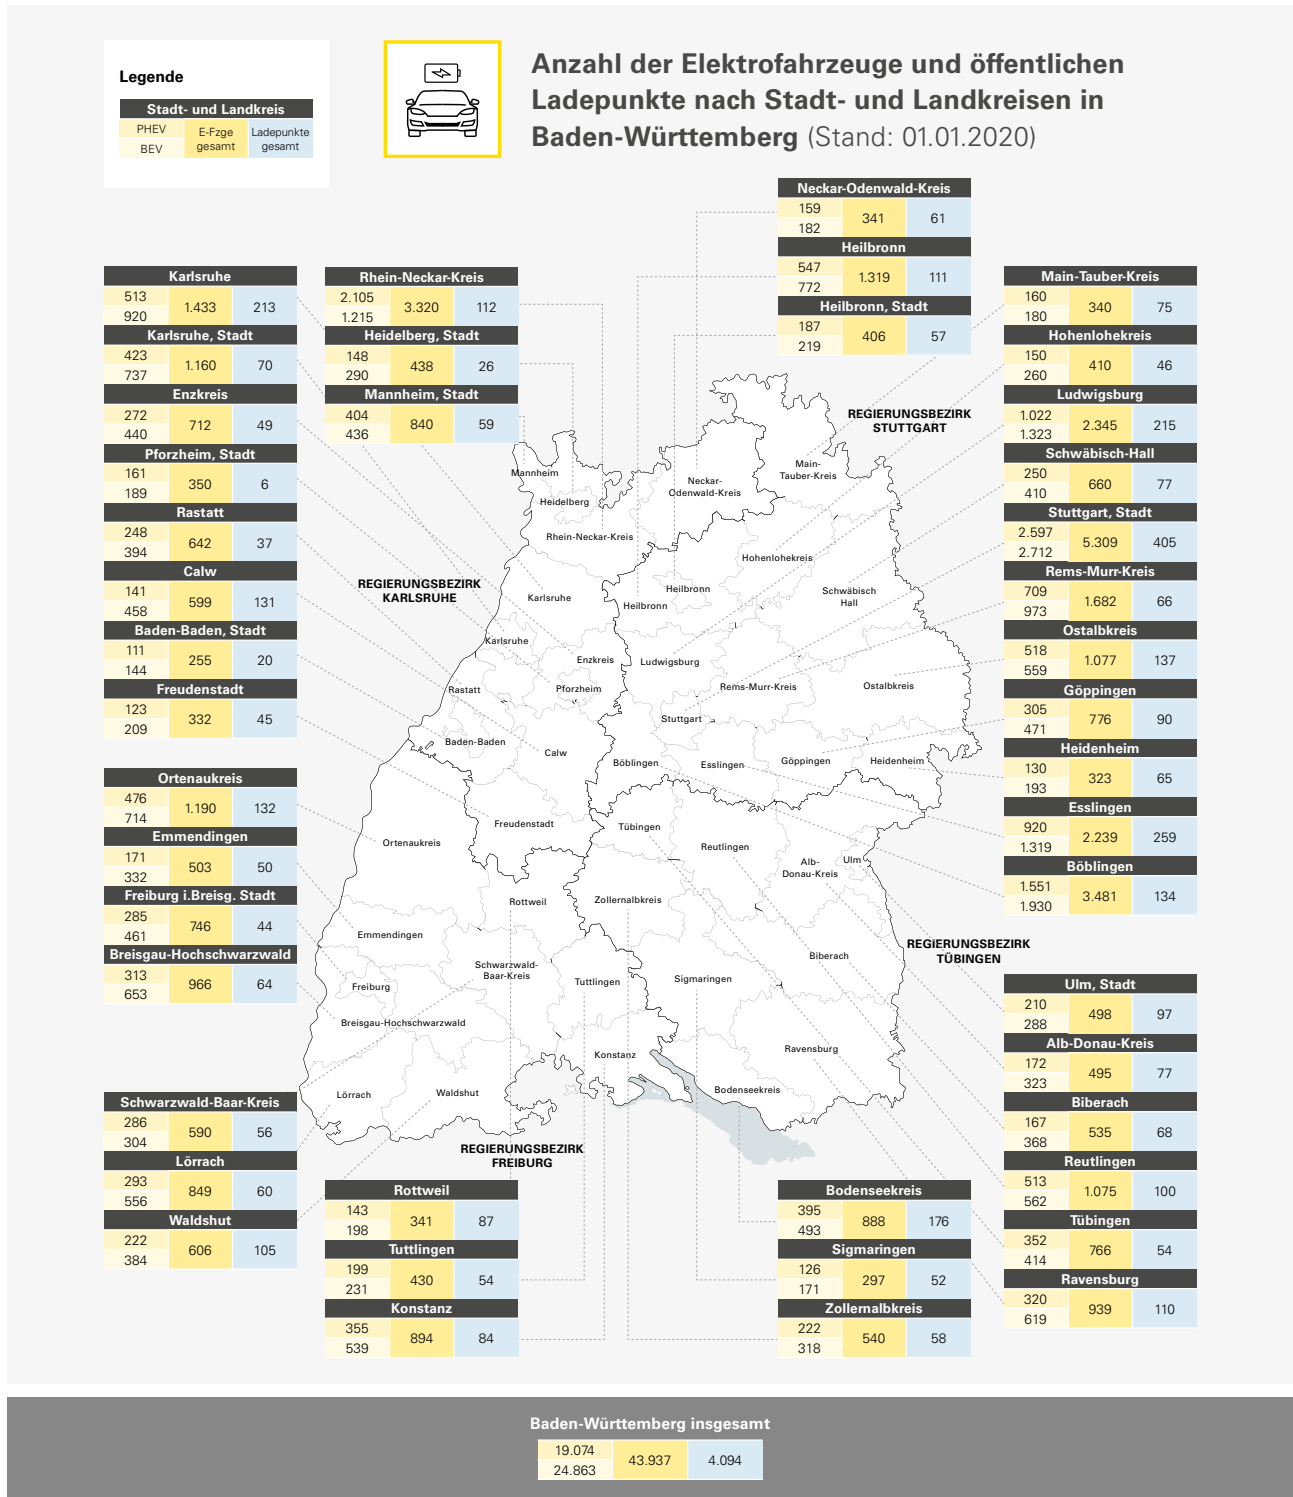 Legende
Stadt- und Landkreis
PHEV
BEV
E-Fzge
gesamt
Ladepunkte
gesamt
Anzahl der Elektrofahrzeuge und öffentlichen
Ladepunkte nach Stadt- und Landkreisen in
Baden-Württemberg (Stand: 01.01.2020)
Karlsruhe
513
920
1.433
213
Karlsruhe, Stadt
423
737
1.160
70
Enzkreis
272
440
712
49
Pforzheim, Stadt
161
189
350
6
Rastatt
248
394
642
37
Calw
141
458
599
131
Baden-Baden, Stadt
111
144
255
20
Freudenstadt
123
209
332
45
Ortenaukreis
476
714
1.190
132
Emmendingen
171
332
503
50
Freiburg i.Breisg. Stadt
285
461
746
44
Breisgau-Hochschwarzwald
313
653
966
64
Schwarzwald-Baar-Kreis
286
304
590
56
Lörrach
293
556
849
60
Waldshut
222
384
606
105
Rhein-Neckar-Kreis
2.105
1.215
3.320
112
Heidelberg, Stadt
148
290
438
26
Mannheim, Stadt
404
436
840
59
Neckar-Odenwald-Kreis
159
182
341
61
Heilbronn
547
772
1.319
111
Heilbronn, Stadt
187
219
406
57
Main-Tauber-Kreis
160
180
340
75
Hohenlohekreis
150
260
410
46
Ludwigsburg
1.022
1.323
2.345
215
Schwäbisch-Hall
250
410
660
77
Stuttgart, Stadt
2.597
2.712
5.309
405
Rems-Murr-Kreis
709
973
1.682
66
Ostalbkreis
518
559
1.077
137
Göppingen
305
471
776
90
Heidenheim
130
193
323
65
Esslingen
920
1.319
2.239
259
Böblingen
1.551
1.930
3.481
134
Ulm, Stadt
210
288
498
97
Alb-Donau-Kreis
172
323
495
77
Biberach
167
368
535
68
Reutlingen
513
562
1.075
100
Tübingen
352
414
766
54
Ravensburg
320
619
939
110
Rottweil
143
198
341
87
Tuttlingen
199
231
430
54
Konstanz
355
539
894
84
Bodenseekreis
395
493
888
176
Sigmaringen
126
171
297
52
Zollernalbkreis
222
318
540
58
REGIERUNGSBEZIRK
STUTTGART
REGIERUNGSBEZIRK
KARLSRUHE
REGIERUNGSBEZIRK
TÜBINGEN
REGIERUNGSBEZIRK
FREIBURG
Mannheim
Heidelberg
Rhein-Neckar-Kreis
Neckar-
Odenwald-Kreis
Main-
Tauber-Kreis
Hohenlohekreis
Heilbronn
Heilbronn
Schwäbisch
Hall
Karlsruhe
Karlsruhe
Enzkreis
Pforzheim
Ludwigsburg
Rems-Murr-Kreis
Ostalbkreis
Rastatt
Stuttgart
Baden-Baden
Calw
Böblingen
Esslingen
Göppingen
Heidenheim
Freudenstadt
Ortenaukreis
Tübingen
Reutlingen
Alb-
Donau-Kreis
Ulm
Rottweil
Zollernalbkreis
Emmendingen
Schwarzwald-
Baar-Kreis
Biberach
Freiburg
Tuttlingen
Sigmaringen
Breisgau-Hochschwarzwald
Konstanz
Ravensburg
Lörrach
Waldshut
Bodenseekreis
Baden-Württemberg insgesamt
19.074
24.863
43.937
4.094